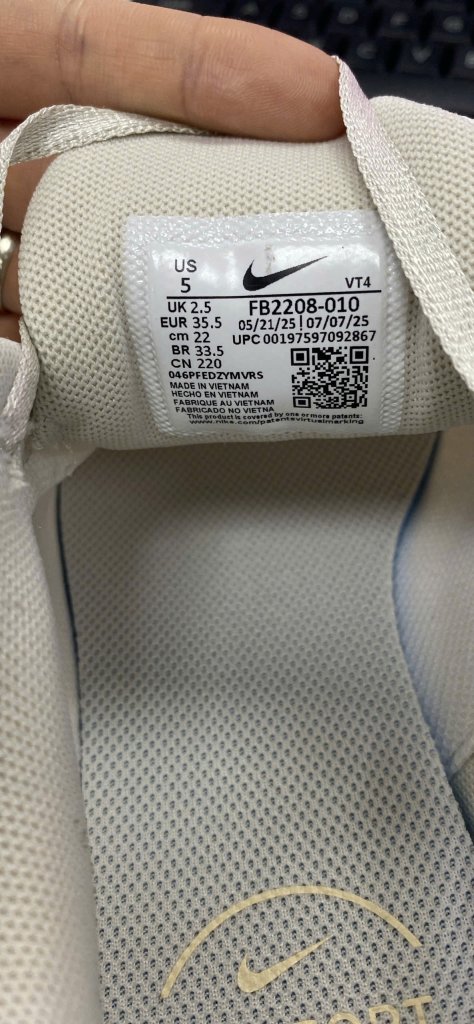 US
5
VT4
UK 2.5
FB2208-010
EUR 35.5
05/21/25 | 07/07/25
cm 22
UPC 00197597092867
BR 33.5
CN 220
046PFEDZYMVRS
MADE IN VIETNAM
HECHO EN VIETNAM
FABRIQUE AU VIETNAM
FABRICADO NO VIETNA
This product is covered by one or more patents:
www.nike.com/patentsvirtualmarking